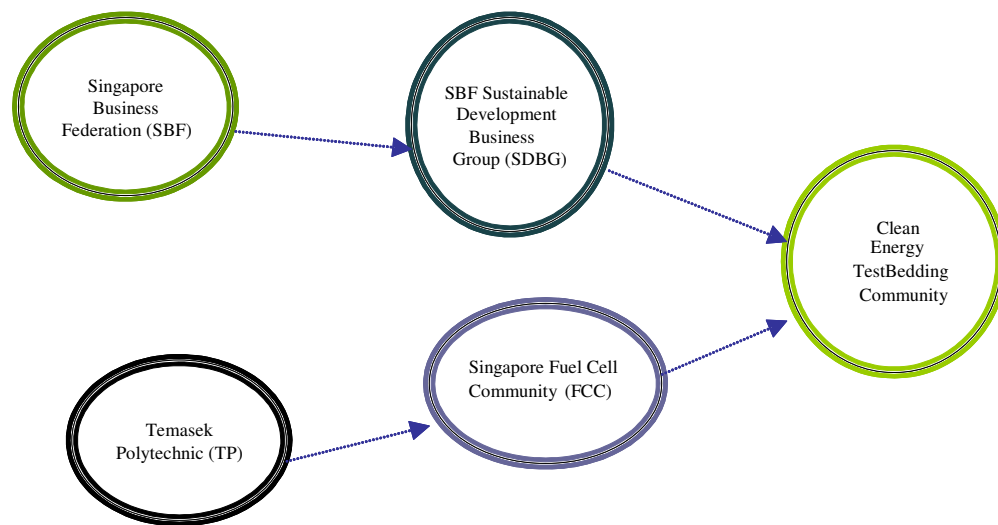 Singapore
Business
Federation (SBF)
SBF Sustainable
Development
Business
Group (SDBG)
Clean
Energy
TestBedding
Community
Singapore Fuel Cell
Community (FCC)
Temasek
Polytechnic (TP)